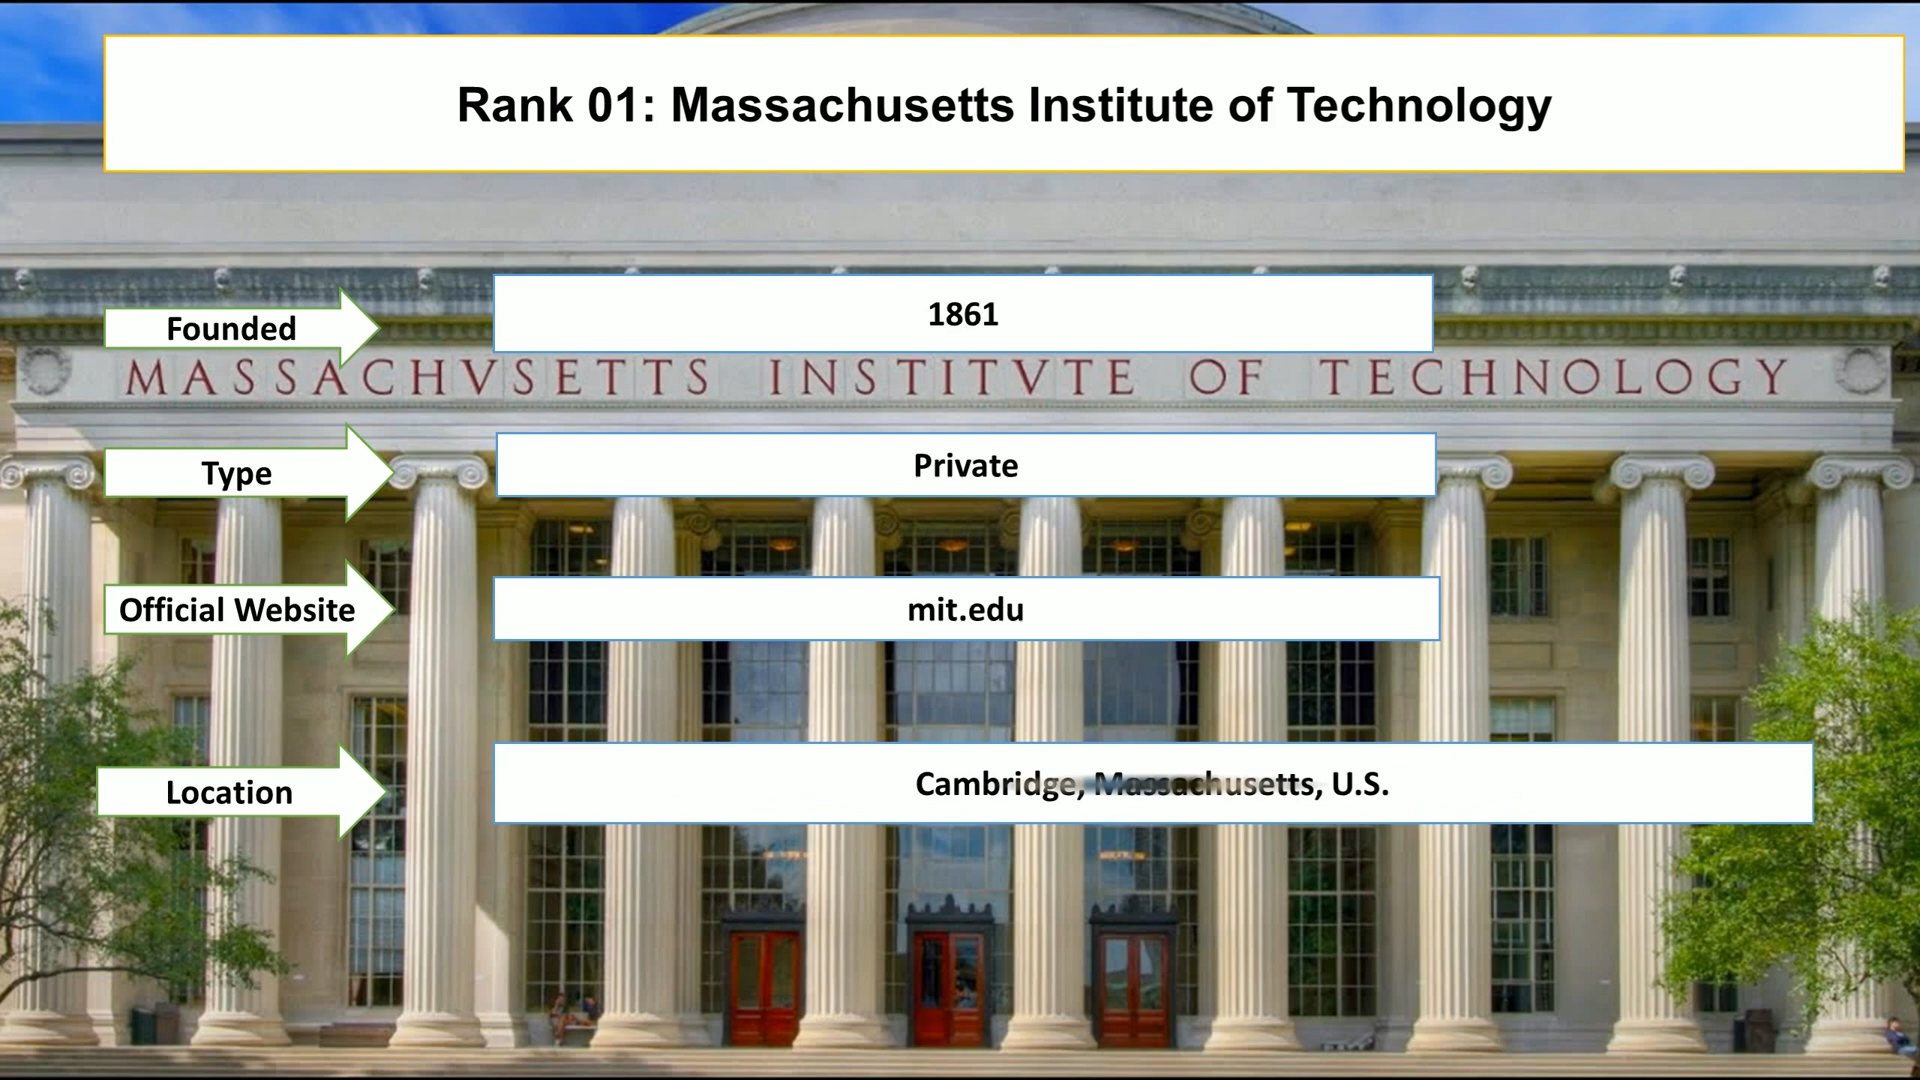 Rank 01: Massachusetts Institute of Technology
Founded
1861
MASSACHVSETTS INSTITVTE OF TECHNOLOGY
Type
Private
Official Website
mit.edu
Location
Cambridge, Massachusetts, U.S.